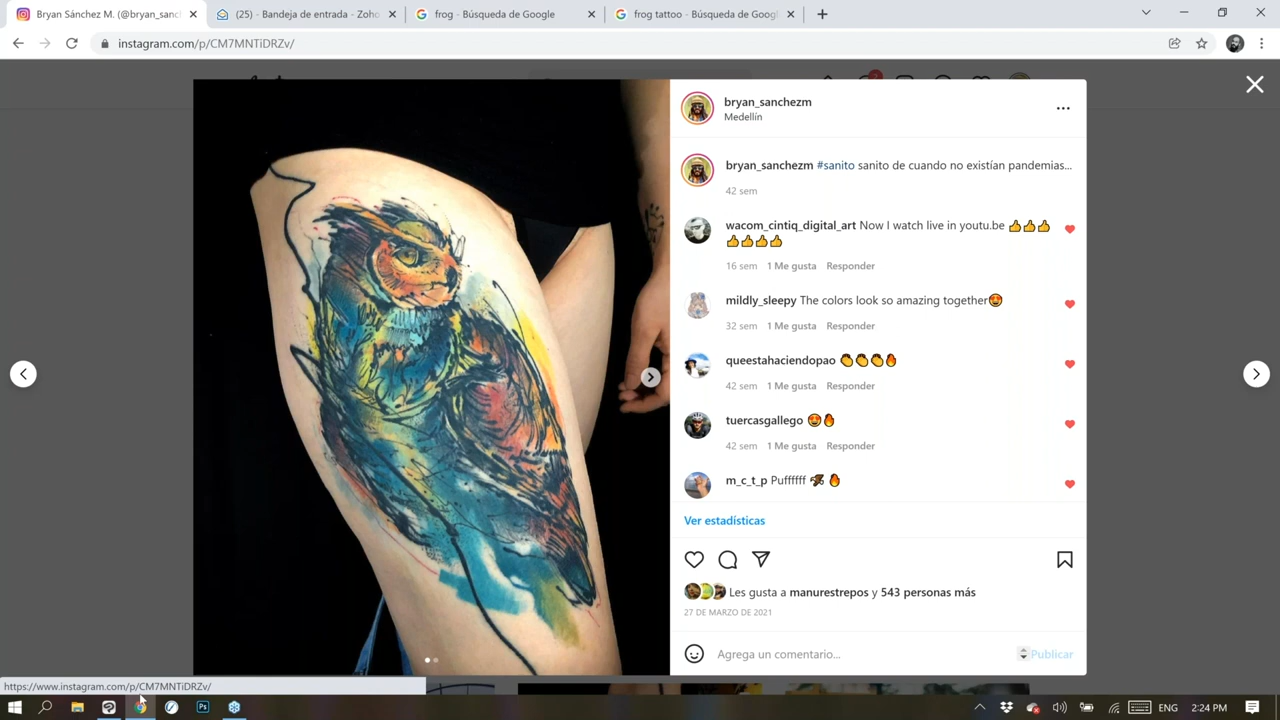 Bryan Sánchez M. (@bryan_sanch
(25) - Bandeja de entrada - Zoho
frog - Búsqueda de Google
frog tattoo - Búsqueda de Googl
instagram.com/p/CM7MNTiDRZv/
bryan_sanchezm
Medellín
bryan_sanchezm #sanito sanito de cuando no existían pandemias...
42 sem
wacom_cintiq_digital_art Now I watch live in youtu.be 👍👍👍
👍👍👍👍
16 sem 1 Me gusta Responder
mildly_sleepy The colors look so amazing together😍
32 sem 1 Me gusta Responder
queestahaciendopao 👏👏👏🔥
42 sem 1 Me gusta Responder
tuercasgallego 😍🔥
42 sem 1 Me gusta Responder
m_c_t_p Puffffff 💸🔥
Ver estadísticas
Les gusta a manurestrepos y 543 personas más
27 DE MARZO DE 2021
Agrega un comentario...
Publicar
https://www.instagram.com/p/CM7MNTiDRZv/
ENG 2:24 PM